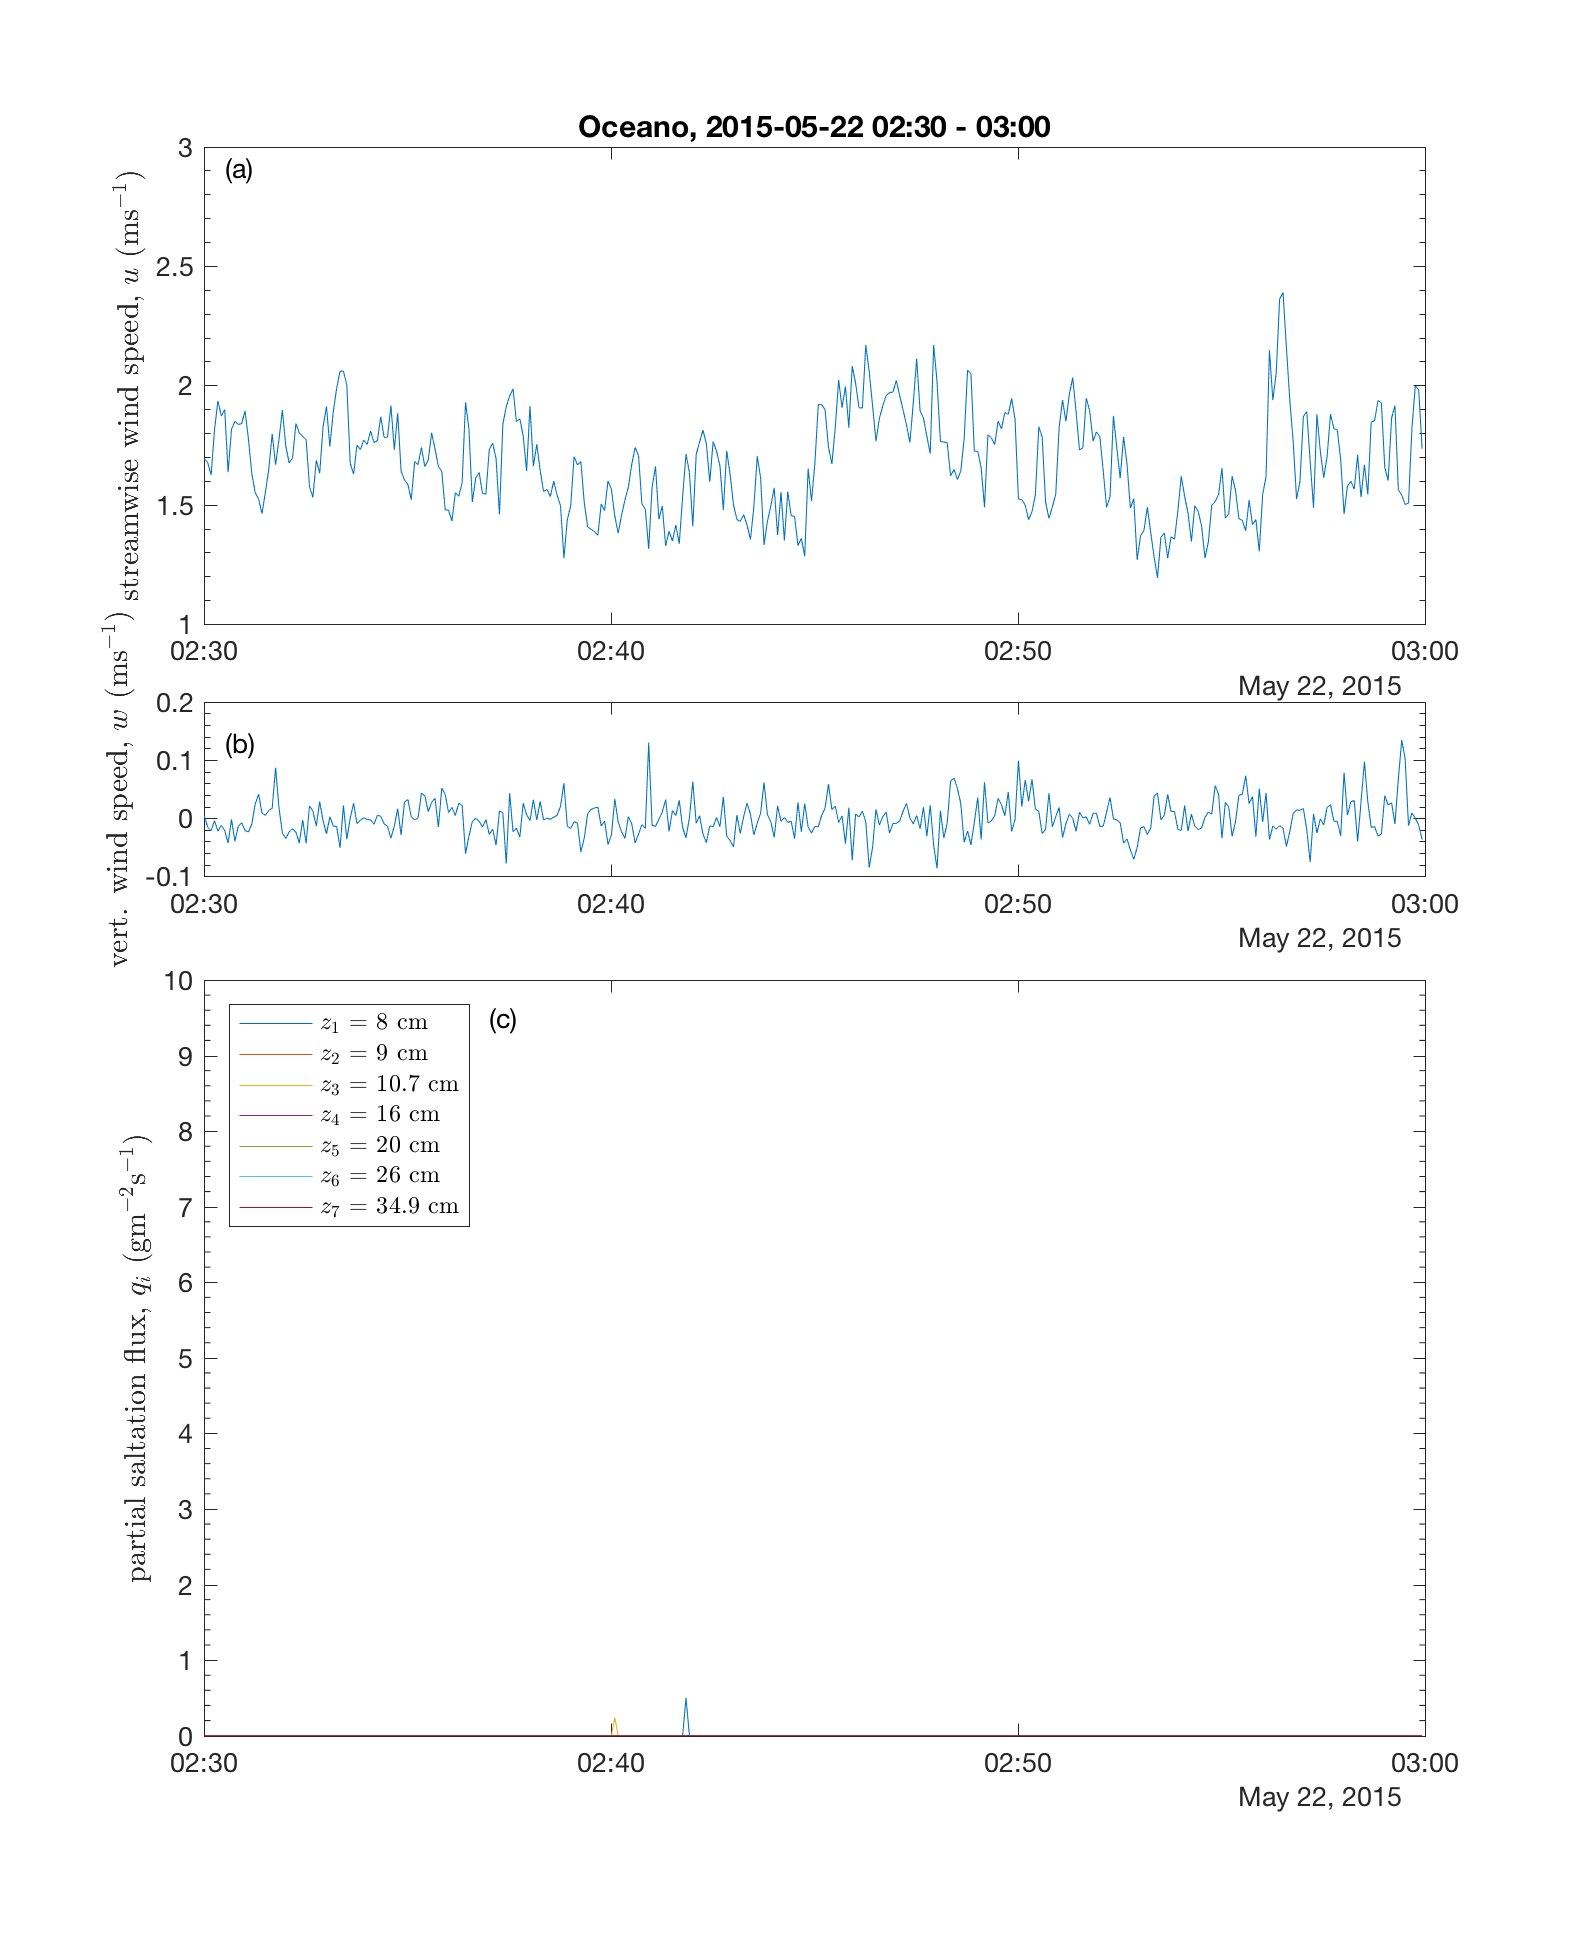 Oceano, 2015-05-22 02:30 - 03:00
(a)
streamwise wind speed, u (ms⁻¹)
3
2.5
2
1.5
1
02:30 02:40 02:50 03:00
May 22, 2015
(b)
vert. wind speed, w (ms⁻¹)
0.2
0.1
0
-0.1
02:30 02:40 02:50 03:00
May 22, 2015
(c)
partial saltation flux, qᵢ (gm⁻²s⁻¹)
10
9
8
7
6
5
4
3
2
1
0
z₁ = 8 cm
z₂ = 9 cm
z₃ = 10.7 cm
z₄ = 16 cm
z₅ = 20 cm
z₆ = 26 cm
z₇ = 34.9 cm
02:30 02:40 02:50 03:00
May 22, 2015